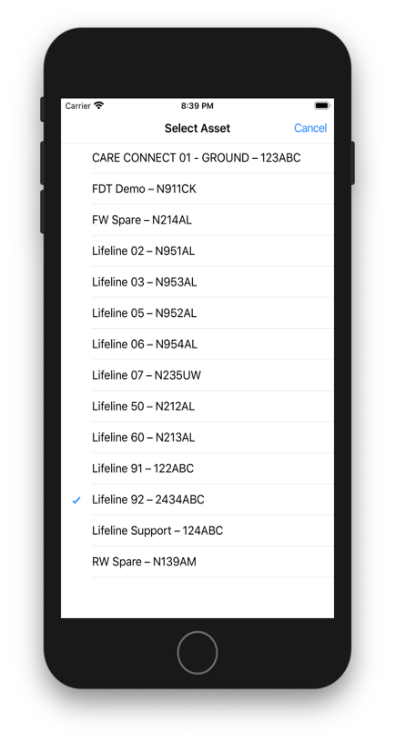 Carrier 8:39 PM
Select Asset Cancel
CARE CONNECT 01 - GROUND – 123ABC
FDT Demo – N911CK
FW Spare – N214AL
Lifeline 02 – N951AL
Lifeline 03 – N953AL
Lifeline 05 – N952AL
Lifeline 06 – N954AL
Lifeline 07 – N235UW
Lifeline 50 – N212AL
Lifeline 60 – N213AL
Lifeline 91 – 122ABC
Lifeline 92 – 2434ABC
Lifeline Support – 124ABC
RW Spare – N139AM